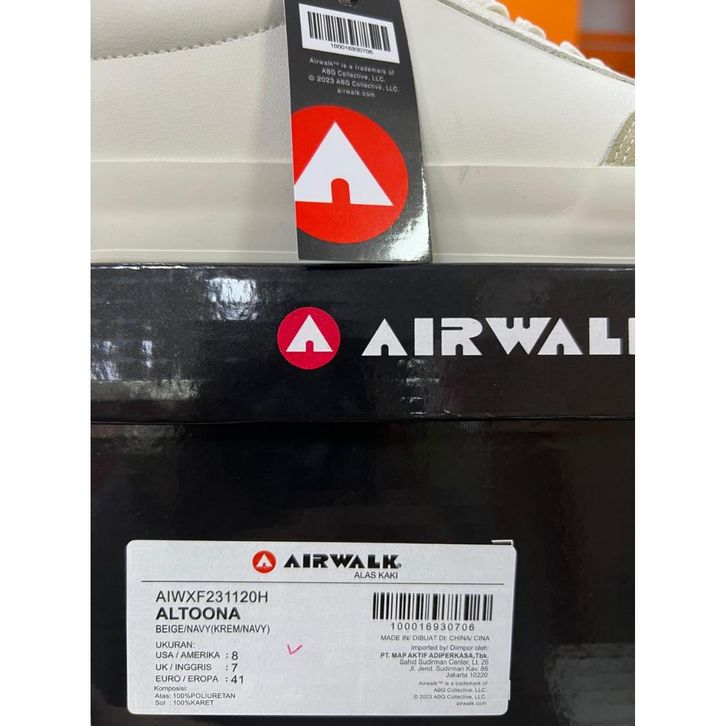 100016930706
Airwalk™ is a trademark of
ABG Collective, LLC.
© 2023 ABG Collective, LLC.
airwalk.com
AIRWAL
AIRWALK®
ALAS KAKI
AIWXF231120H
ALTOONA
BEIGE/NAVY(KREM/NAVY)
100016930706
MADE IN/ DIBUAT DI: CHINA/ CINA
UKURAN:
USA / AMERIKA : 8
UK / INGGRIS : 7
EURO / EROPA : 41
Komposisi:
Atas: 100%POLIURETAN
Sol : 100%KARET
Imported by/ Diimpor oleh:
PT. MAP AKTIF ADIPERKASA,Tbk.
Sahid Sudirman Center, Lt. 26
Jl. Jend. Sudirman Kav. 86
Jakarta 10220
Airwalk™ is a trademark of
ABG Collective, LLC.
© 2023 ABG Collective, LLC.